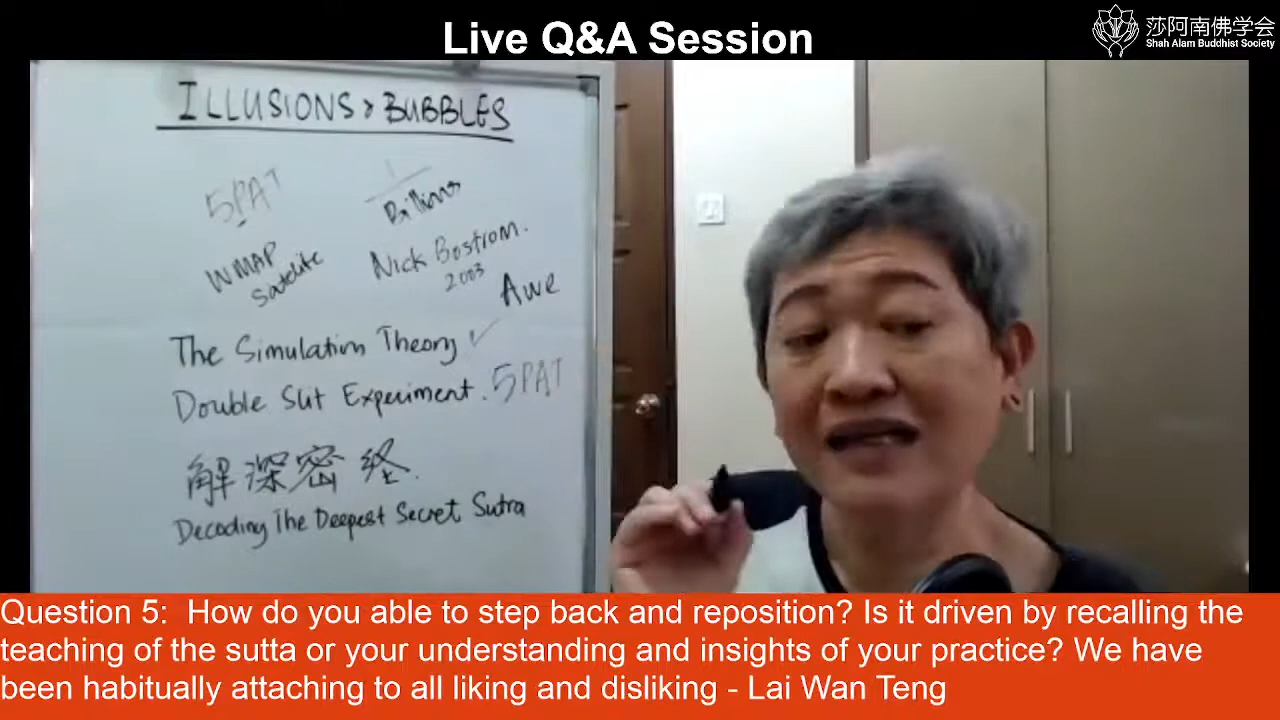 Live Q&A Session
莎阿南佛学会
Shah Alam Buddhist Society
ILLUSIONS & BUBBLES
5PAT
1
Billions
WMAP
Satelite
Nick Bostrom.
2003
Awe
The Simulation Theory ✓
Double Slit Experiment. 5PAT
解深密经.
Decoding The Deepest Secret Sutra
Question 5:  How do you able to step back and reposition? Is it driven by recalling the
teaching of the sutta or your understanding and insights of your practice? We have
been habitually attaching to all liking and disliking - Lai Wan Teng